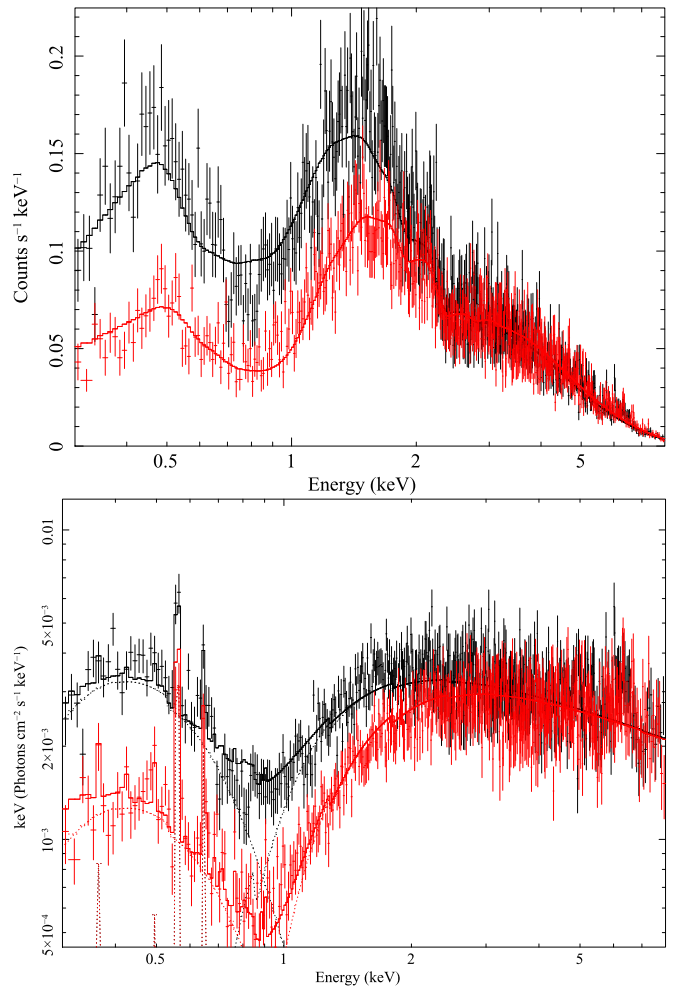 0.2
0.15
0.1
0.05
0
Counts s⁻¹ keV⁻¹
0.5 1 2 5
Energy (keV)
0.01
5×10⁻³
2×10⁻³
10⁻³
5×10⁻⁴
keV (Photons cm⁻² s⁻¹ keV⁻¹)
0.5 1 2 5
Energy (keV)